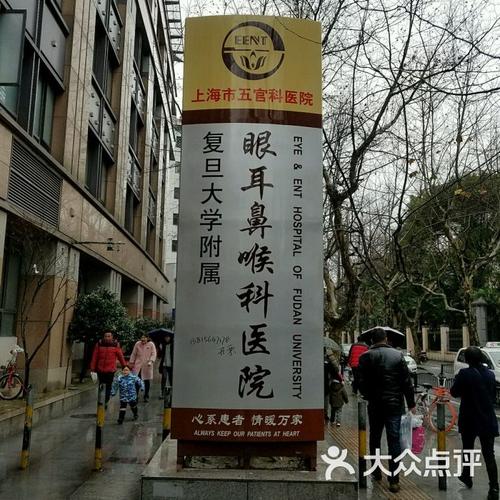 EENT
上海市五官科医院
复旦大学附属
眼耳鼻喉科医院
EYE & ENT HOSPITAL OF FUDAN UNIVERSITY
心系患者 情暖万家
ALWAYS KEEP OUR PATIENTS AT HEART
大众点评